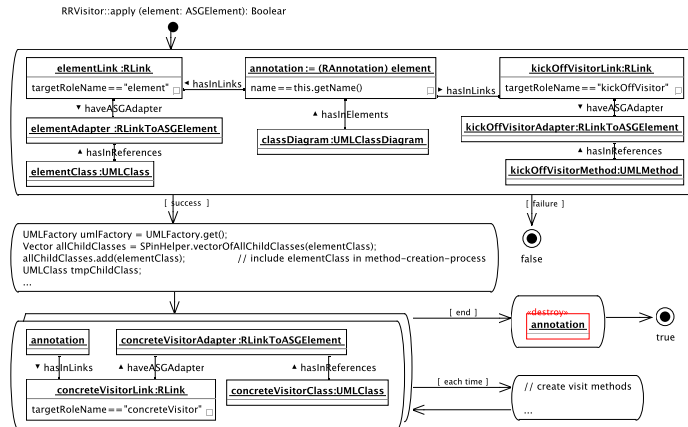 RRVisitor::apply (element: ASGElement): Boolear
elementLink :RLink
targetRoleName=="element"
◄ hasInLinks
annotation := (RAnnotation) element
name==this.getName()
► hasInLinks
kickOffVisitorLink:RLink
targetRoleName=="kickoffVisitor"
▼ haveASGAdapter
elementAdapter :RLinkToASGElement
▲ hasInReferences
elementClass :UMLClass
▲ hasInElements
classDiagram :UMLClassDiagram
▼ haveASGAdapter
kickOffVisitorAdapter:RLinkToASGElement
▲ hasInReferences
kickOffVisitorMethod:UMLMethod
[ success ]
[ failure ]
false
UMLFactory umlFactory = UMLFactory.get();
Vector allChildClasses = SPinHelper.vectorOfAllChildClasses(elementClass);
allChildClasses.add(elementClass); // include elementClass in method-creation-process
UMLClass tmpChildClass;
...
annotation
concreteVisitorAdapter :RLinkToASGElement
▼ hasInLinks
▲ haveASGAdapter
▲ hasInReferences
concreteVisitorLink:RLink
targetRoleName=="concreteVisitor"
concreteVisitorClass:UMLClass
[ end ]
«destroy»
annotation
true
[ each time ]
// create visit methods
...